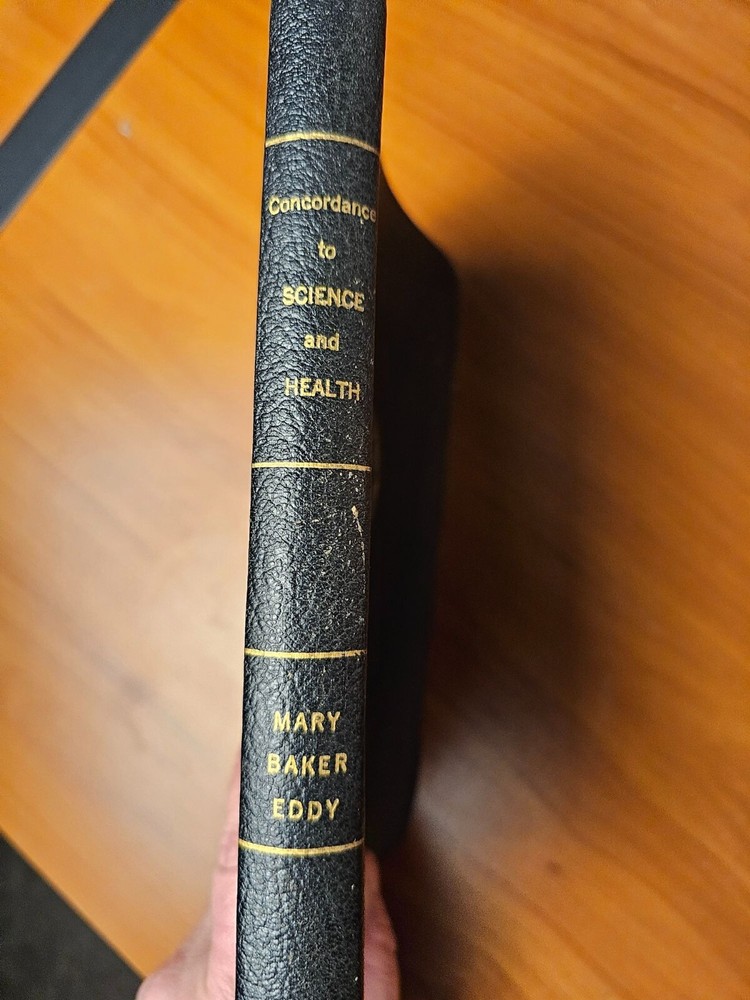 Concordance
to
SCIENCE
and
HEALTH
MARY
BAKER
EDDY